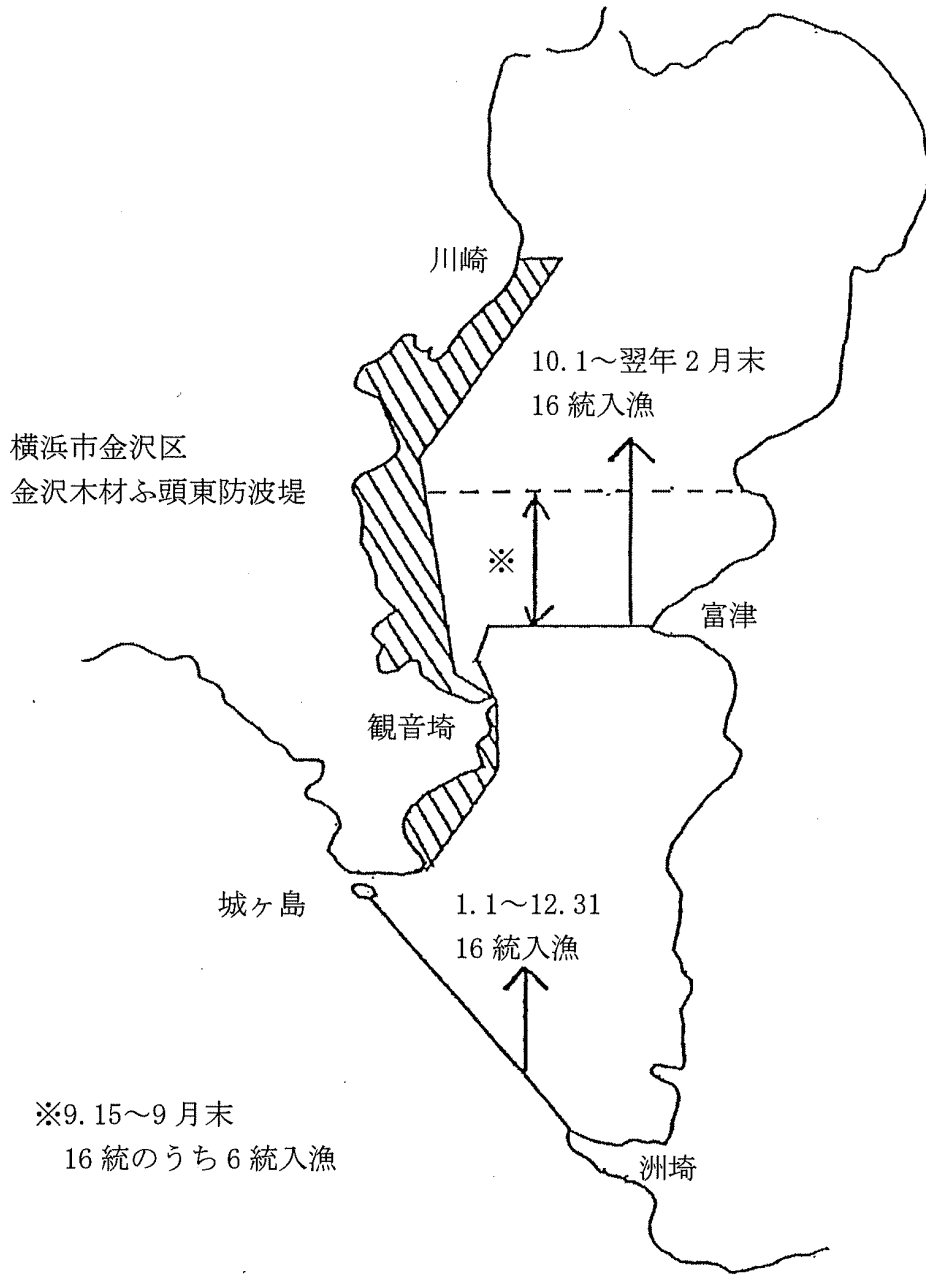 川崎
10.1～翌年2月末
16統入漁
横浜市金沢区
金沢木材ふ頭東防波堤
※
富津
観音埼
城ヶ島
1.1～12.31
16統入漁
※9.15～9月末
16統のうち6統入漁
洲埼